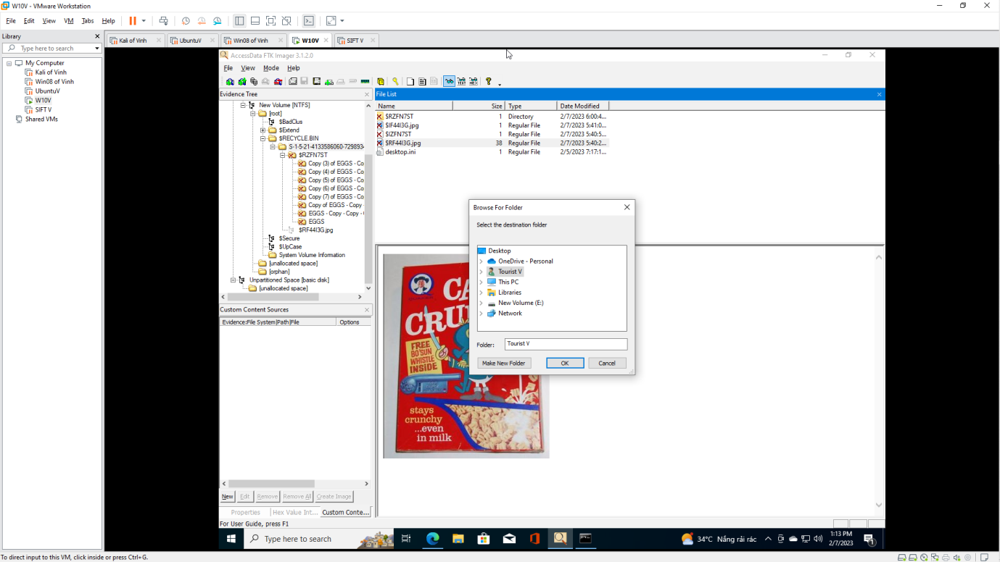 W10V - VMware Workstation
File Edit View VM Tabs Help
Library
Type here to search
My Computer
Kali of Vinh
Win08 of Vinh
UbuntuV
W10V
SIFT V
Shared VMs
Kali of Vinh UbuntuV Win08 of Vinh W10V SIFT V
AccessData FTK Imager 3.1.2.0
File View Mode Help
Evidence Tree
New Volume [NTFS]
[root]
$BadClus
$Extend
$RECYCLE.BIN
S-1-5-21-4133586060-729893
$RZFN7ST
Copy (3) of EGGS - Co
Copy (4) of EGGS - Co
Copy (5) of EGGS - Co
Copy (6) of EGGS - Co
Copy (7) of EGGS - Co
Copy of EGGS - Copy
EGGS - Copy - Copy -
EGGS
$RF44I3G.jpg
$Secure
$UpCase
System Volume Information
[unallocated space]
[orphan]
Unpartitioned Space [basic disk]
[unallocated space]
File List
Name Size Type Date Modified
$RZFN7ST 1 Directory 2/7/2023 6:00:4...
$IF44I3G.jpg 1 Regular File 2/7/2023 5:41:0...
$IZFN7ST 1 Regular File 2/7/2023 5:40:5...
$RF44I3G.jpg 38 Regular File 2/7/2023 5:40:2...
desktop.ini 1 Regular File 2/5/2023 7:17:1...
Custom Content Sources
Evidence:File System|Path|File Options
New Edit Remove Remove All Create Image
Properties Hex Value Int... Custom Conte...
For User Guide, press F1
Browse For Folder
Select the destination folder
Desktop
OneDrive - Personal
Tourist V
This PC
Libraries
New Volume (E:)
Network
Folder: Tourist V
Make New Folder OK Cancel
CA
CRU
FREE
BO'SUN
WHISTLE
INSIDE
stays
crunchy
...even
in milk
Type here to search
34°C Nắng rải rác
1:13 PM
2/7/2023
1
To direct input to this VM, click inside or press Ctrl+G.